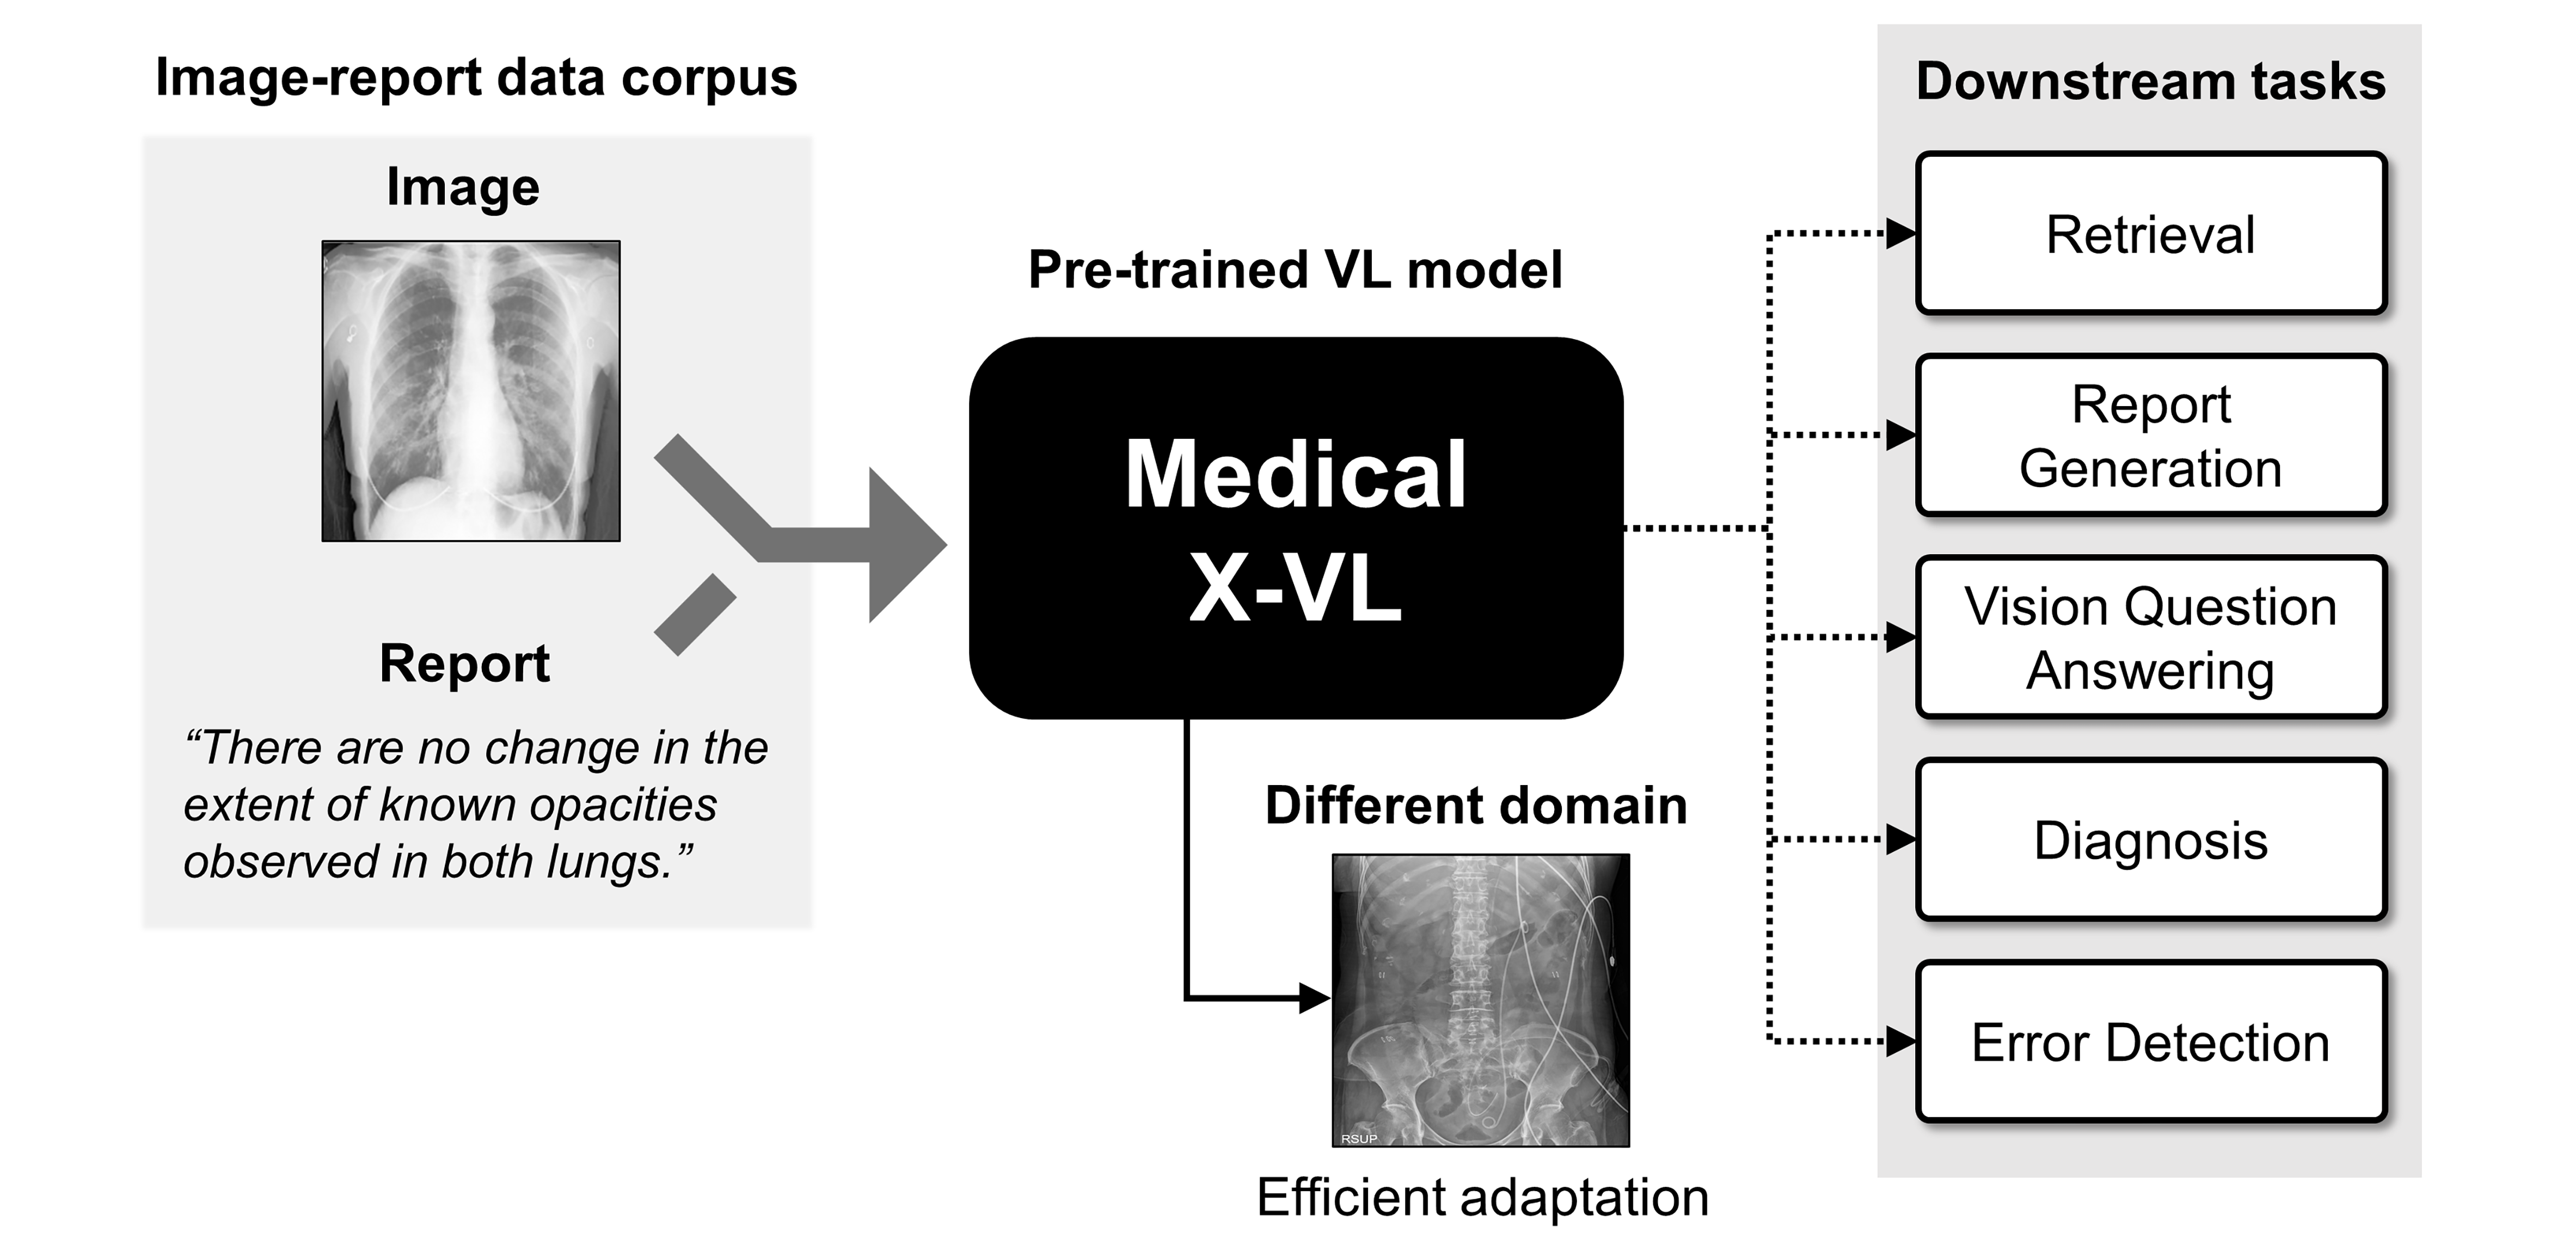 Image-report data corpus
Image
Report
“There are no change in the
extent of known opacities
observed in both lungs.”
Pre-trained VL model
Medical
X-VL
Different domain
RSUP
Efficient adaptation
Downstream tasks
Retrieval
Report
Generation
Vision Question
Answering
Diagnosis
Error Detection